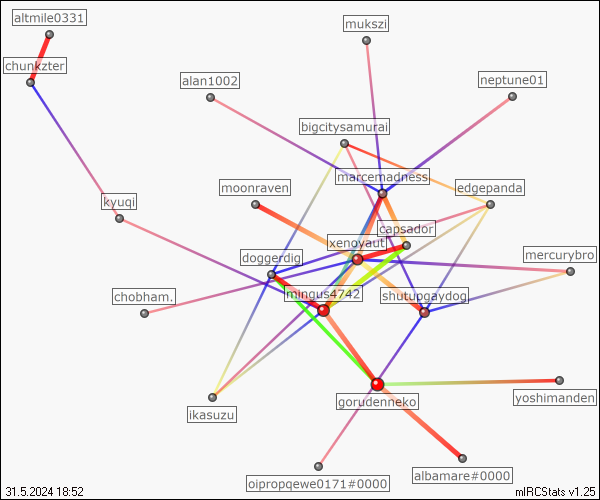 altmile0331
mukszi
chunkzter
alan1002
neptune01
bigcitysamurai
marcemadness
moonraven
edgepanda
kyuqi
capsador
xengyaut
doggerdig
mercurybro
mingus4742
shutupgaydog
chobham.
gorudenneko
yoshimanden
ikasuzu
albamare#0000
oipropqewe0171#0000
31.5.2024 18:52
mIRCStats v1.25